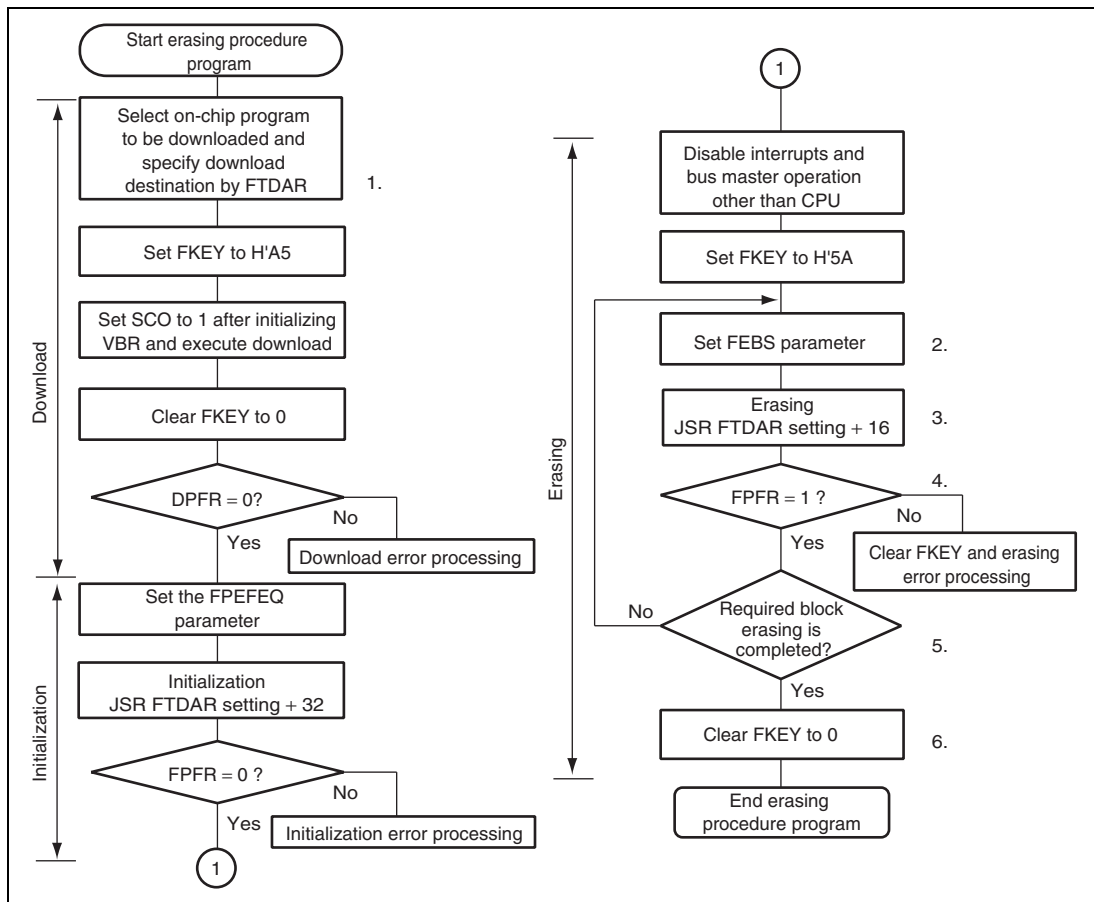 Start erasing procedure
program
Select on-chip program
to be downloaded and
specify download
destination by FTDAR
1.
Set FKEY to H'A5
Set SCO to 1 after initializing
VBR and execute download
Clear FKEY to 0
DPFR = 0?
No
Yes
Download error processing
Download
Set the FPEFEQ
parameter
Initialization
JSR FTDAR setting + 32
FPFR = 0 ?
No
Yes
Initialization error processing
Initialization
1
1
Disable interrupts and
bus master operation
other than CPU
Set FKEY to H'5A
Set FEBS parameter
2.
Erasing
JSR FTDAR setting + 16
3.
4.
FPFR = 1 ?
No
Yes
Clear FKEY and erasing
error processing
Erasing
No
Required block
erasing is
completed?
5.
Yes
Clear FKEY to 0
6.
End erasing
procedure program